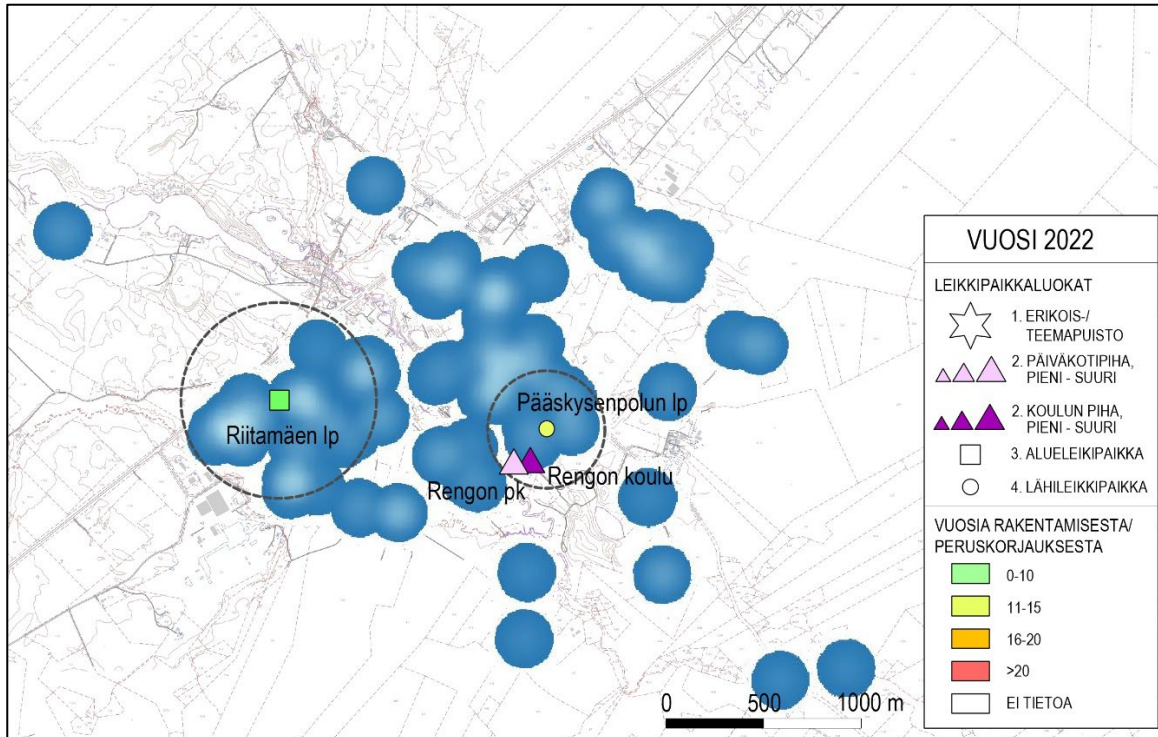 Riitamäen lp
Pääskysenpolun lp
Rengon pk
Rengon koulu
0
500
1000 m
VUOSI 2022
LEIKKIPAIKKALUOKAT
1. ERIKOIS-/
TEEMAPUISTO
2. PÄIVÄKOTIPIHA,
PIENI - SUURI
2. KOULUN PIHA,
PIENI - SUURI
3. ALUELEIKIPAIKKA
4. LÄHILEIKKIPAIKKA
VUOSIA RAKENTAMISESTA/
PERUSKORJAUKSESTA
0-10
11-15
16-20
>20
EI TIETOA